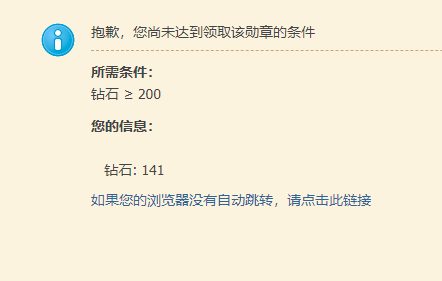 抱歉，您尚未达到领取该勋章的条件
所需条件：
钻石 ≥ 200
您的信息：
钻石: 141
如果您的浏览器没有自动跳转，请点击此链接